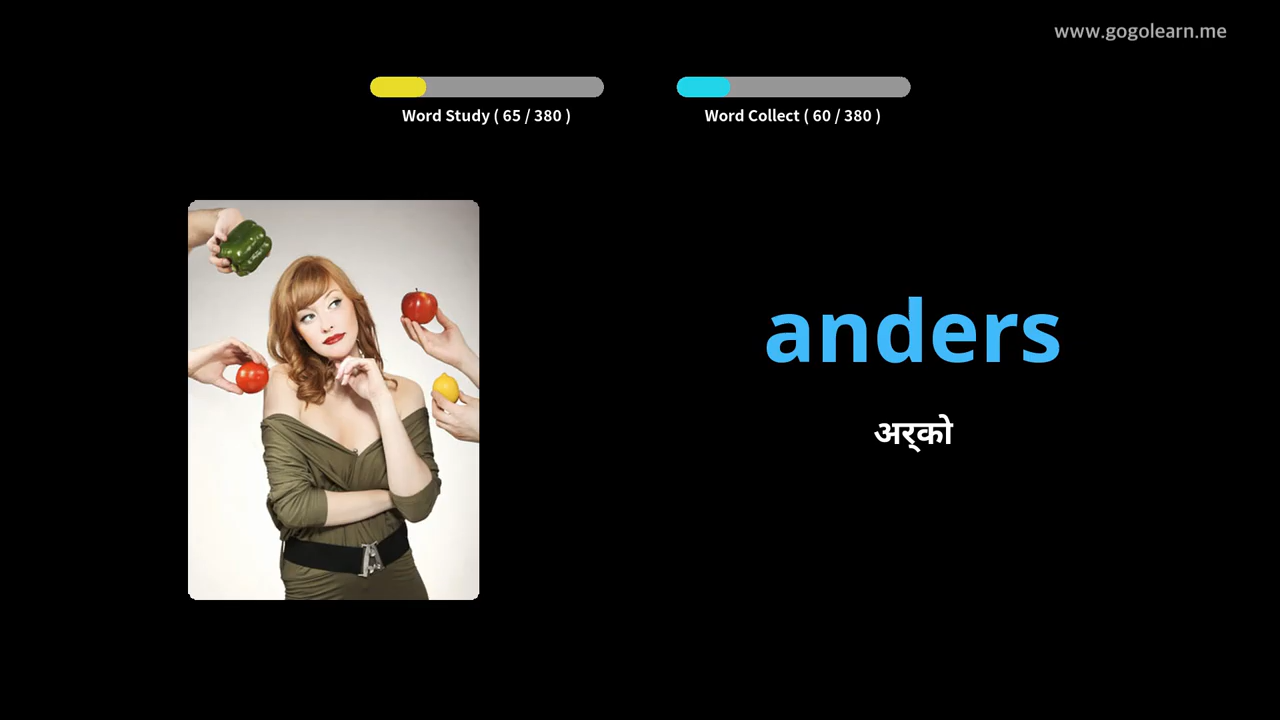 www.gogolearn.me
Word Study ( 65 / 380 )
Word Collect ( 60 / 380 )
anders
अर्‌को